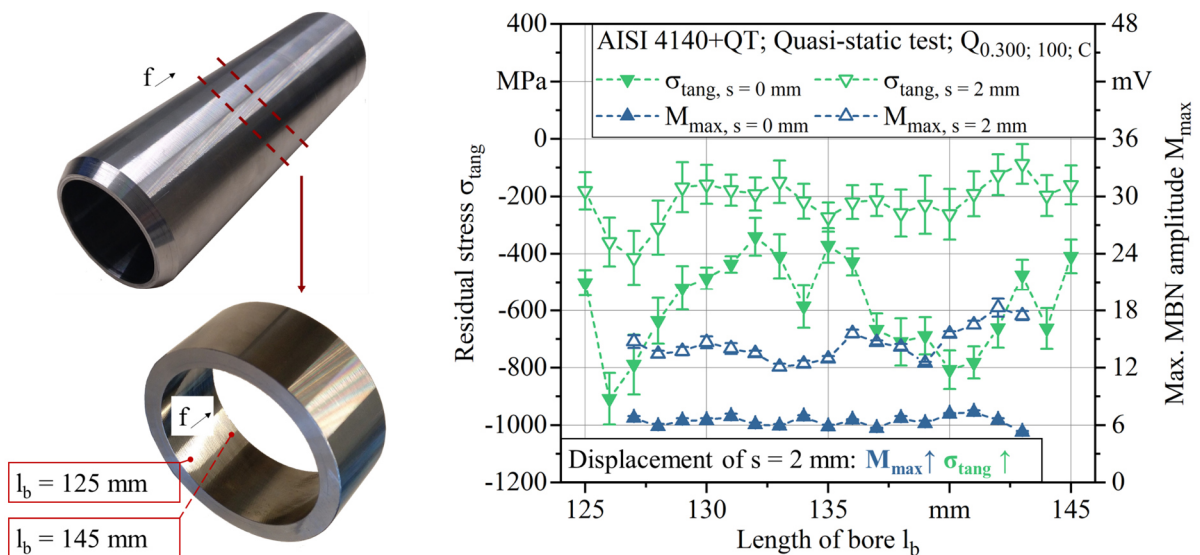 f
f
l_b = 125 mm
l_b = 145 mm
AISI 4140+QT; Quasi-static test; Q_0.300; 100; C
σ_tang, s = 0 mm
σ_tang, s = 2 mm
M_max, s = 0 mm
M_max, s = 2 mm
Displacement of s = 2 mm: M_max↑ σ_tang ↑
Residual stress σ_tang
400
MPa
0
-200
-400
-600
-800
-1000
-1200
Max. MBN amplitude M_max
48
mV
36
30
24
18
12
6
0
125
130
135
mm
145
Length of bore l_b